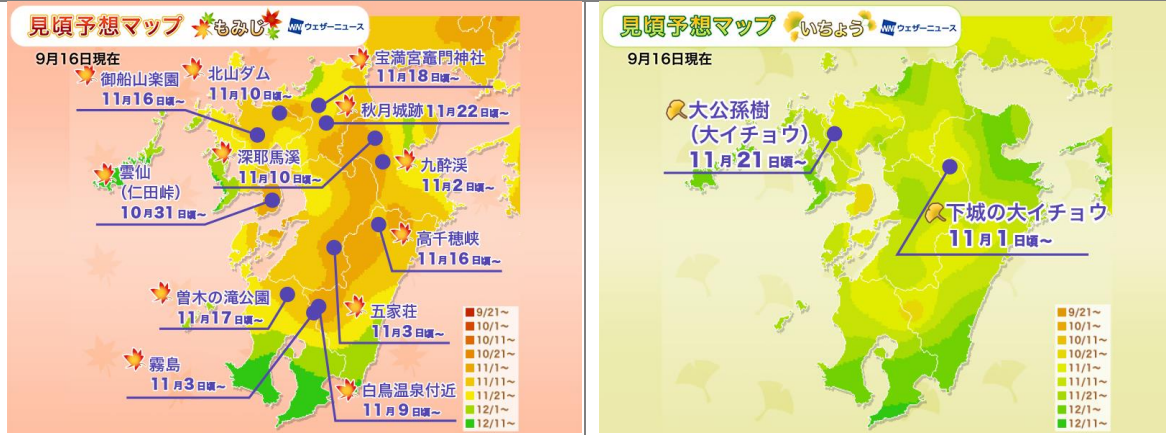 見頃予想マップ
もみじ
WNI ウェザーニュース
9月16日現在
御船山楽園
11月16日頃～
北山ダム
11月10日頃～
宝満宮竈門神社
11月18日頃～
秋月城跡 11月22日頃～
深耶馬溪
11月10日頃～
九酔渓
11月2日頃～
雲仙
（仁田峠）
10月31日頃～
高千穂峡
11月16日頃～
曽木の滝公園
11月17日頃～
五家荘
11月3日頃～
霧島
11月3日頃～
白鳥温泉付近
11月9日頃～
9/21～
10/1～
10/11～
10/21～
11/1～
11/11～
11/21～
12/1～
12/11～
見頃予想マップ
いちょう
WNI ウェザーニュース
9月16日現在
大公孫樹
（大イチョウ）
11月21日頃～
下城の大イチョウ
11月1日頃～
9/21～
10/1～
10/11～
10/21～
11/1～
11/11～
11/21～
12/1～
12/11～